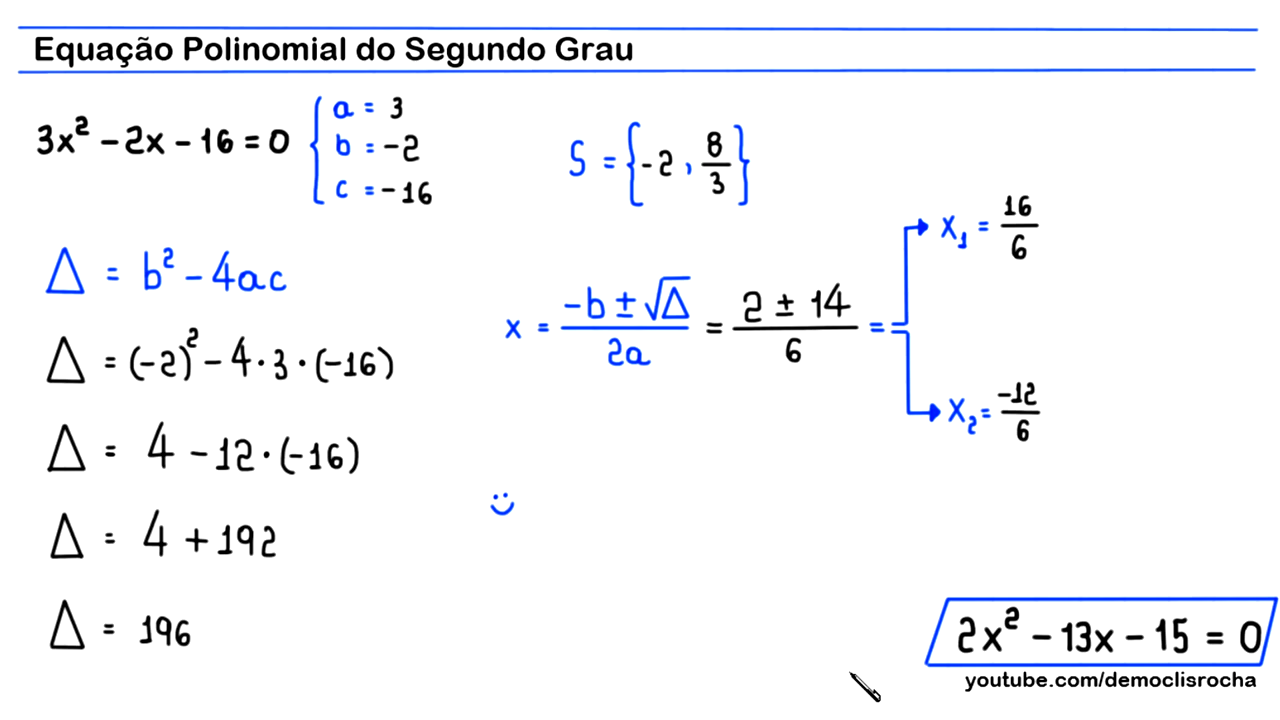 Equação Polinomial do Segundo Grau
3x² - 2x - 16 = 0 { a = 3
b = -2
c = -16
S = { -2 , 8/3 }
Δ = b² - 4ac
Δ = (-2)² - 4 · 3 · (-16)
Δ = 4 - 12 · (-16)
Δ = 4 + 192
Δ = 196
x = (-b ± √Δ)/2a = (2 ± 14)/6 =
x₁ = 16/6
x₂ = -12/6
2x² - 13x - 15 = 0
youtube.com/democlisrocha